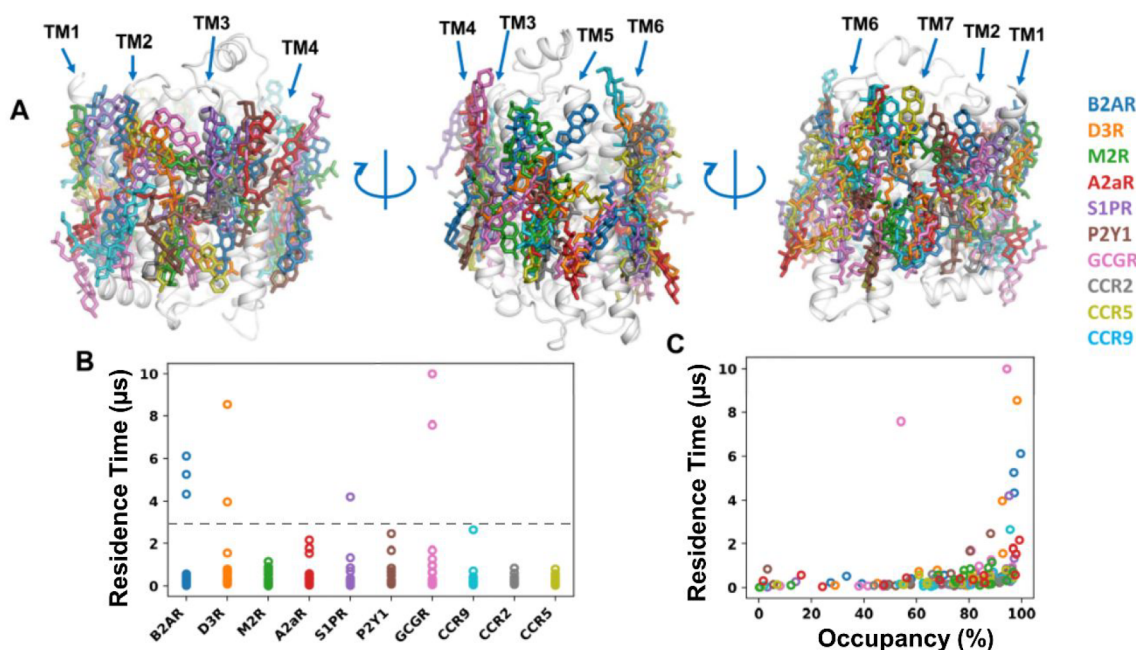 A
TM1
TM2
TM3
TM4
TM4
TM3
TM5
TM6
TM6
TM7
TM2
TM1
B2AR
D3R
M2R
A2aR
S1PR
P2Y1
GCGR
CCR2
CCR5
CCR9
B
Residence Time (µs)
10
8
6
4
2
0
B2AR
D3R
M2R
A2aR
S1PR
P2Y1
GCGR
CCR9
CCR2
CCR5
C
Residence Time (µs)
10
8
6
4
2
0
0
20
40
60
80
100
Occupancy (%)